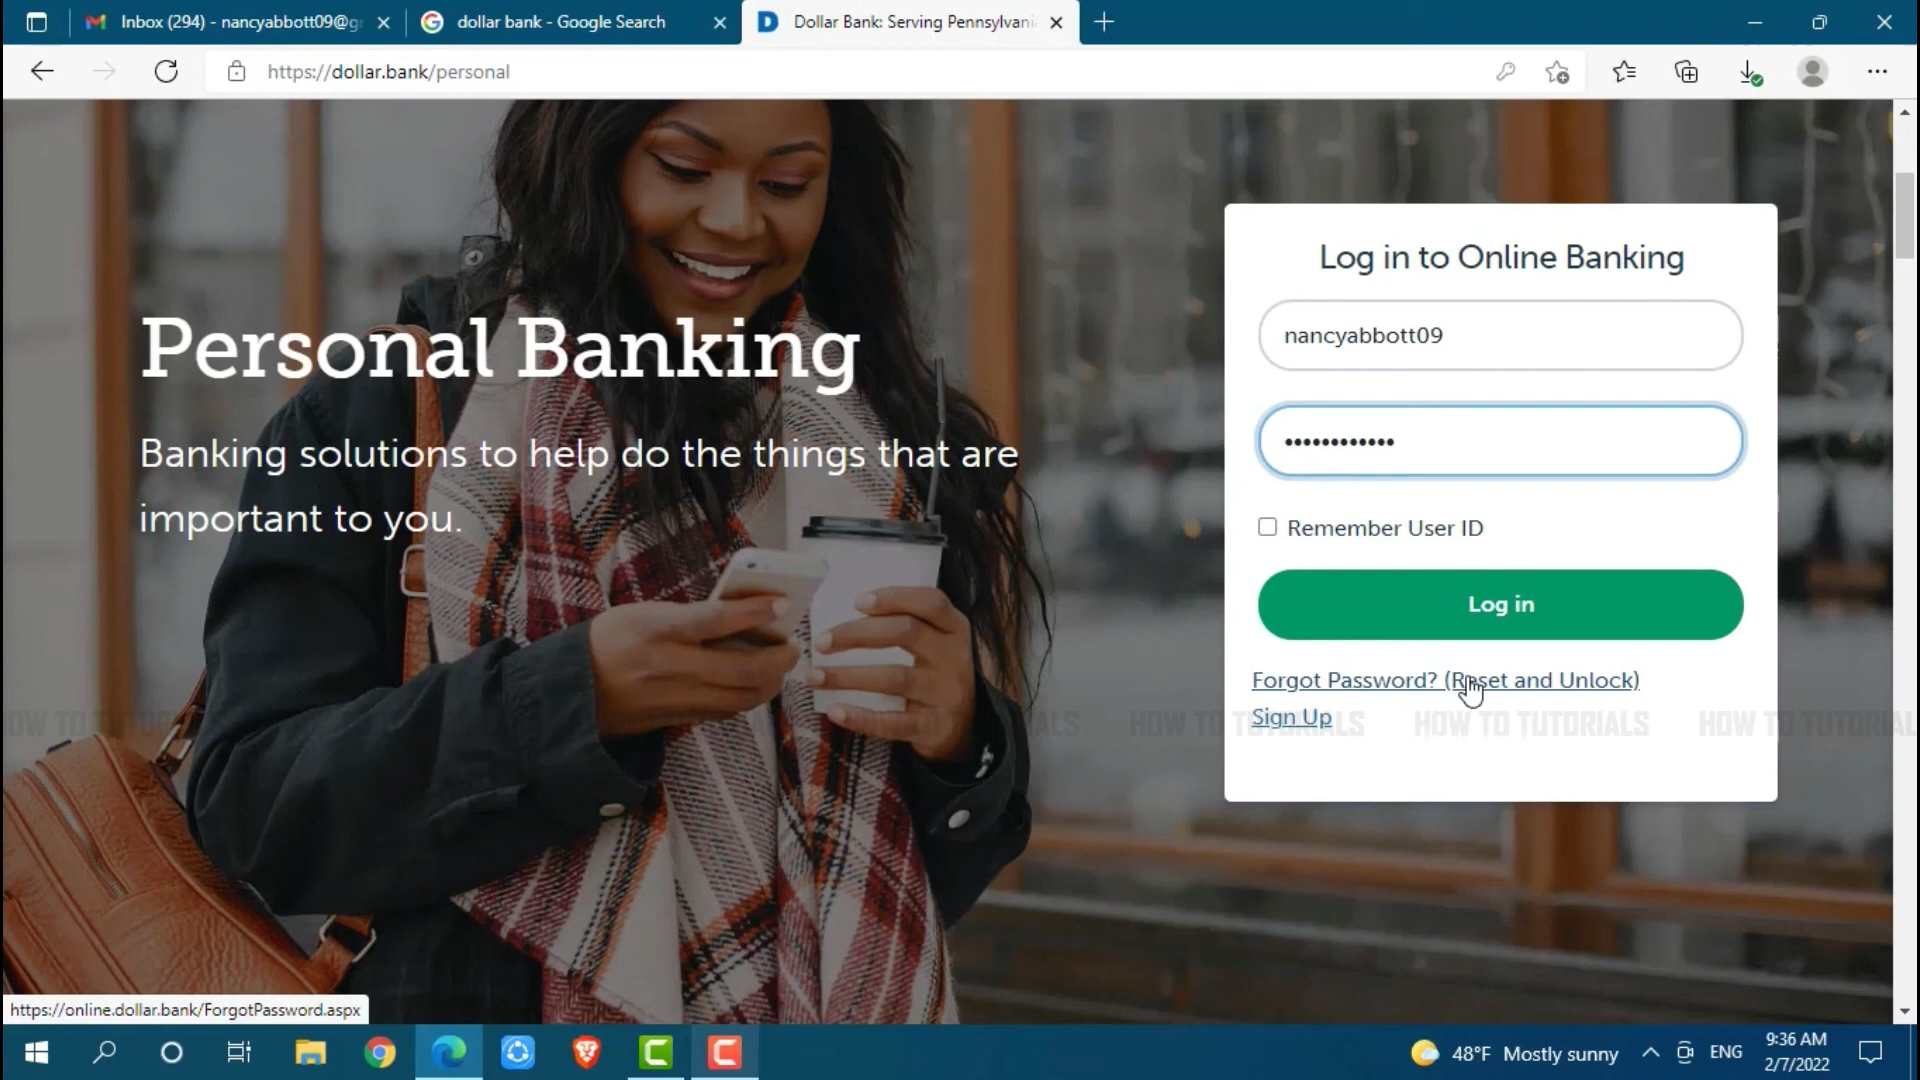 Inbox (294) - nancyabbott09@g
dollar bank - Google Search
Dollar Bank: Serving Pennsylvani
https://dollar.bank/personal
Log in to Online Banking
nancyabbott09
Personal Banking
Banking solutions to help do the things that are
important to you.
••••••••••••
Remember User ID
Log in
Forgot Password? (Reset and Unlock)
Sign Up
HOW TO TUTORIALS HOW TO TUTORIALS HOW TO TUTORIAL
https://online.dollar.bank/ForgotPassword.aspx
48°F Mostly sunny
ENG
9:36 AM
2/7/2022